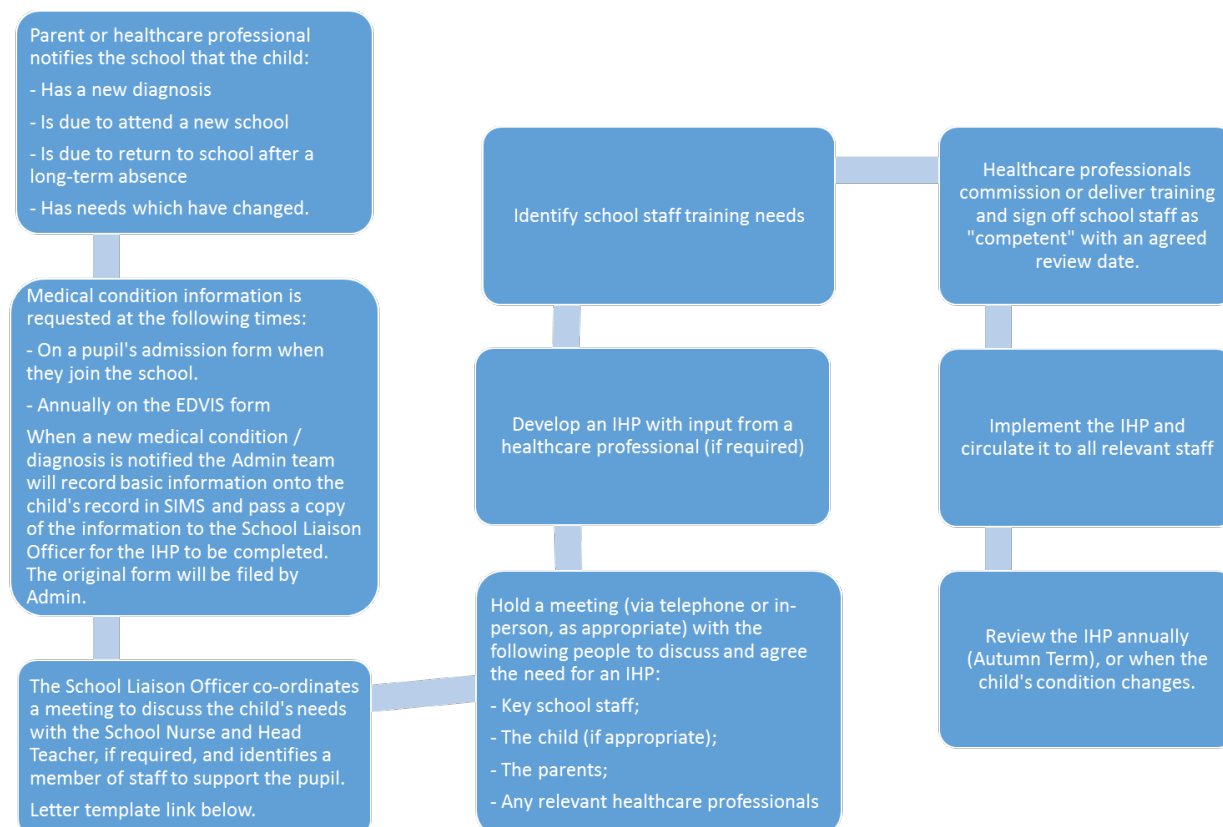 Parent or healthcare professional
notifies the school that the child:
- Has a new diagnosis
- Is due to attend a new school
- Is due to return to school after a
long-term absence
- Has needs which have changed.
Medical condition information is
requested at the following times:
- On a pupil's admission form when
they join the school.
- Annually on the EDVIS form
When a new medical condition /
diagnosis is notified the Admin team
will record basic information onto the
child's record in SIMS and pass a copy
of the information to the School Liaison
Officer for the IHP to be completed.
The original form will be filed by
Admin.
The School Liaison Officer co-ordinates
a meeting to discuss the child's needs
with the School Nurse and Head
Teacher, if required, and identifies a
member of staff to support the pupil.
Letter template link below.
Hold a meeting (via telephone or in-
person, as appropriate) with the
following people to discuss and agree
the need for an IHP:
- Key school staff;
- The child (if appropriate);
- The parents;
- Any relevant healthcare professionals
Develop an IHP with input from a
healthcare professional (if required)
Identify school staff training needs
Healthcare professionals
commission or deliver training
and sign off school staff as
"competent" with an agreed
review date.
Implement the IHP and
circulate it to all relevant staff
Review the IHP annually
(Autumn Term), or when the
child's condition changes.